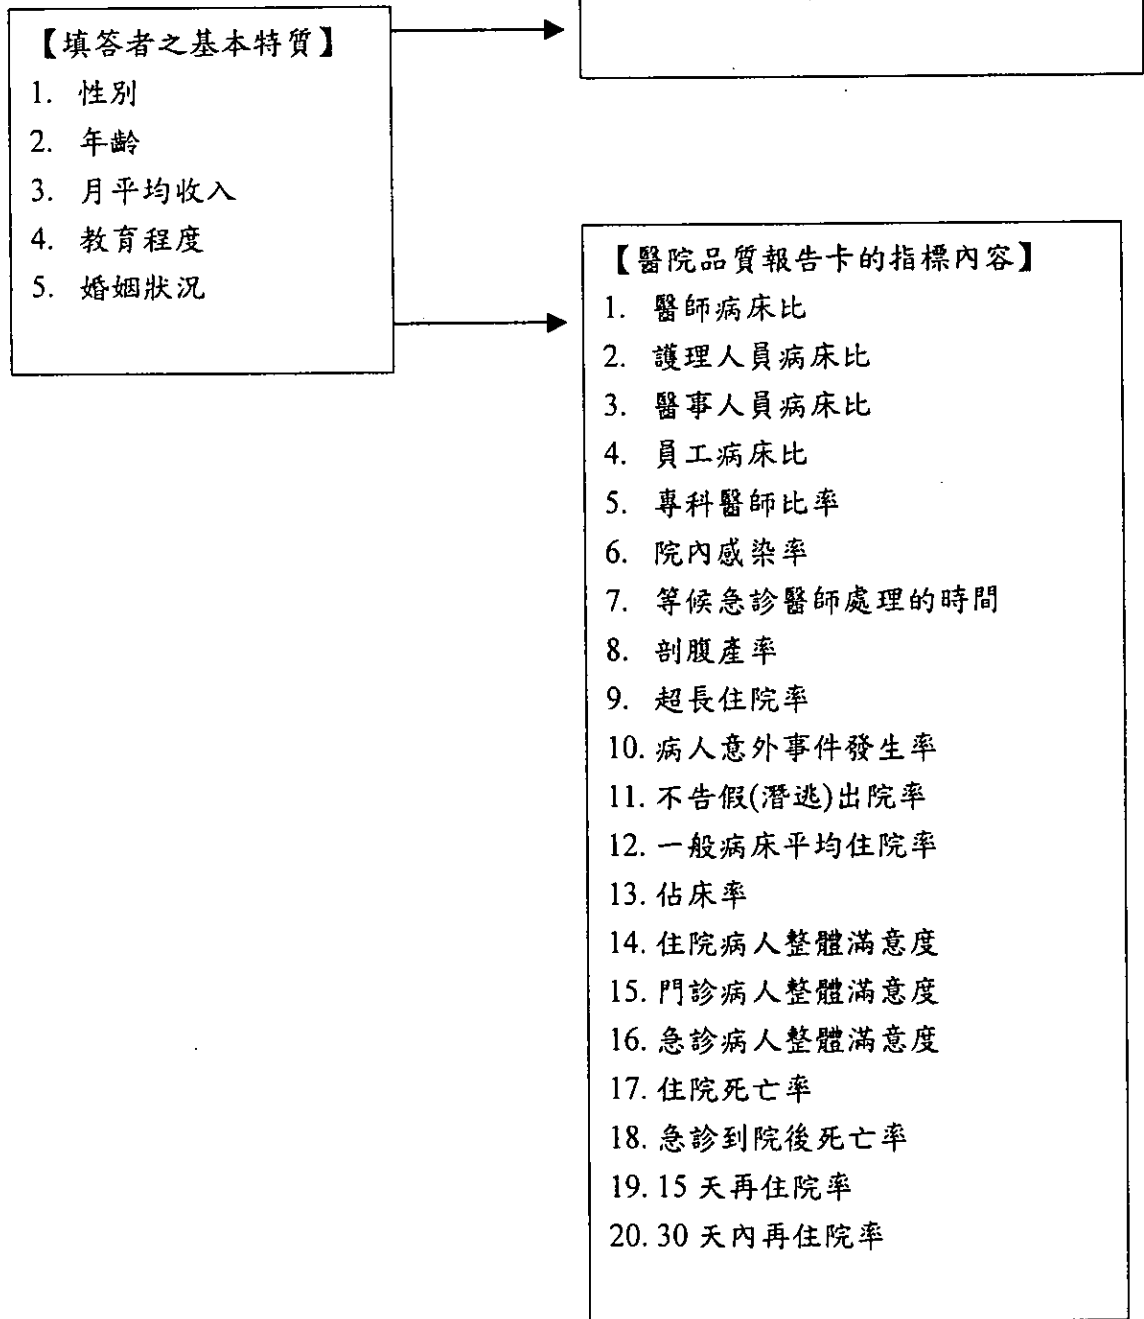 【填答者之基本特質】
1. 性別
2. 年齡
3. 月平均收入
4. 教育程度
5. 婚姻狀況
【醫院品質報告卡的指標內容】
1. 醫師病床比
2. 護理人員病床比
3. 醫事人員病床比
4. 員工病床比
5. 專科醫師比率
6. 院內感染率
7. 等候急診醫師處理的時間
8. 剖腹產率
9. 超長住院率
10. 病人意外事件發生率
11. 不告假(潛逃)出院率
12. 一般病床平均住院率
13. 佔床率
14. 住院病人整體滿意度
15. 門診病人整體滿意度
16. 急診病人整體滿意度
17. 住院死亡率
18. 急診到院後死亡率
19. 15 天再住院率
20. 30 天內再住院率